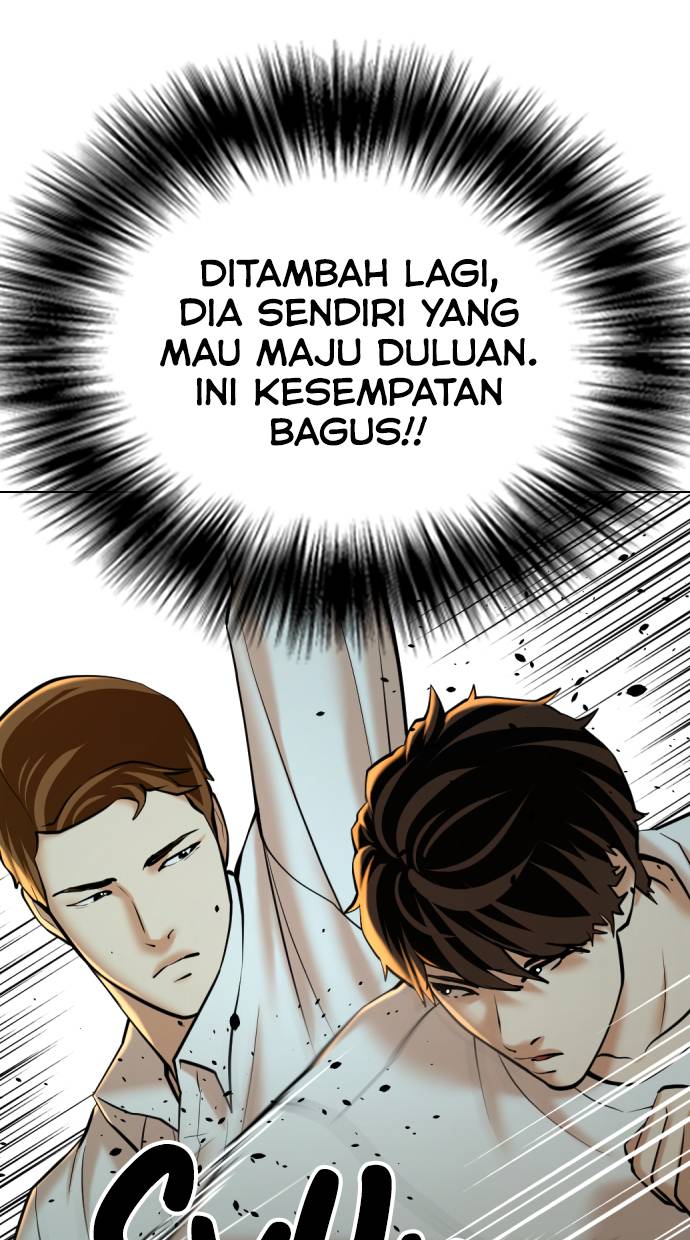 DITAMBAH LAGI,
DIA SENDIRI YANG
MAU MAJU DULUAN.
INI KESEMPATAN
BAGUS!!